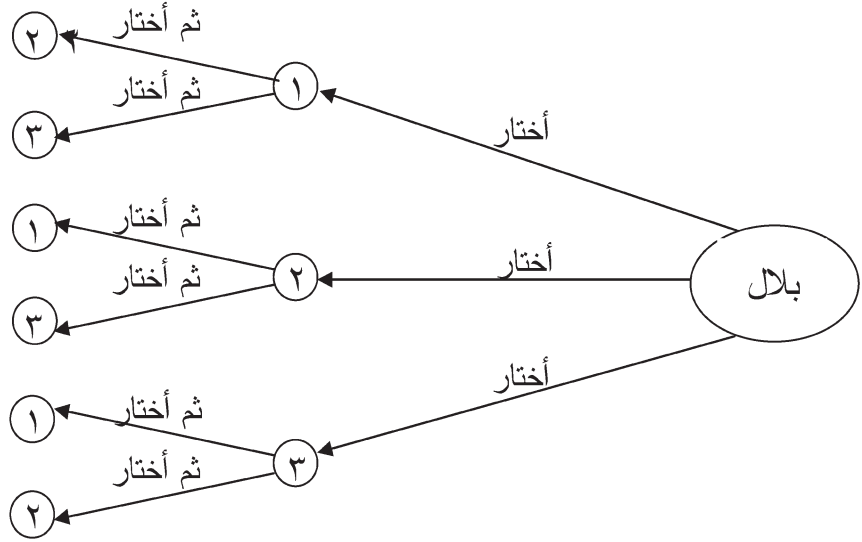 ثم أختار
٢
ثم أختار
١
٣
أختار
ثم أختار
١
أختار
٢
ثم أختار
بلال
٣
أختار
ثم أختار
١
ثم أختار
٣
٢